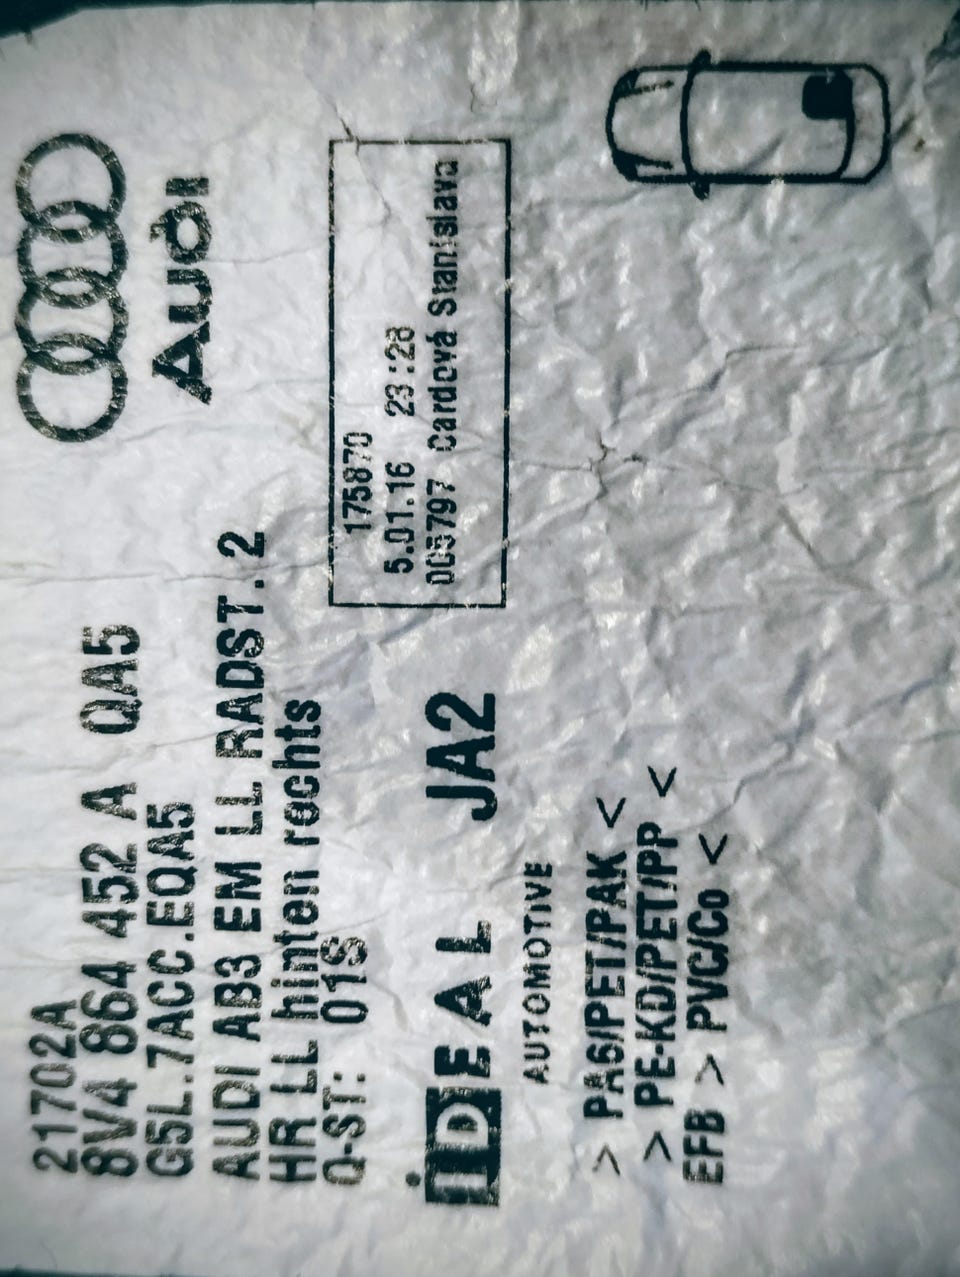 21702A
8V4 864 452 A QA5
G5L.7ACC.EQA5
AUDI AB3 EM LL RADST.2
HR LL hinten rechts
Q-ST: 01S
Audi
175870
5.01.16 23:28
005797 Cardová Stanislava
iDEAL JA2
AUTOMOTIVE
> PA6/PET/PAK <
> PE-KD/PET/PP <
EFB > PVC/Co <